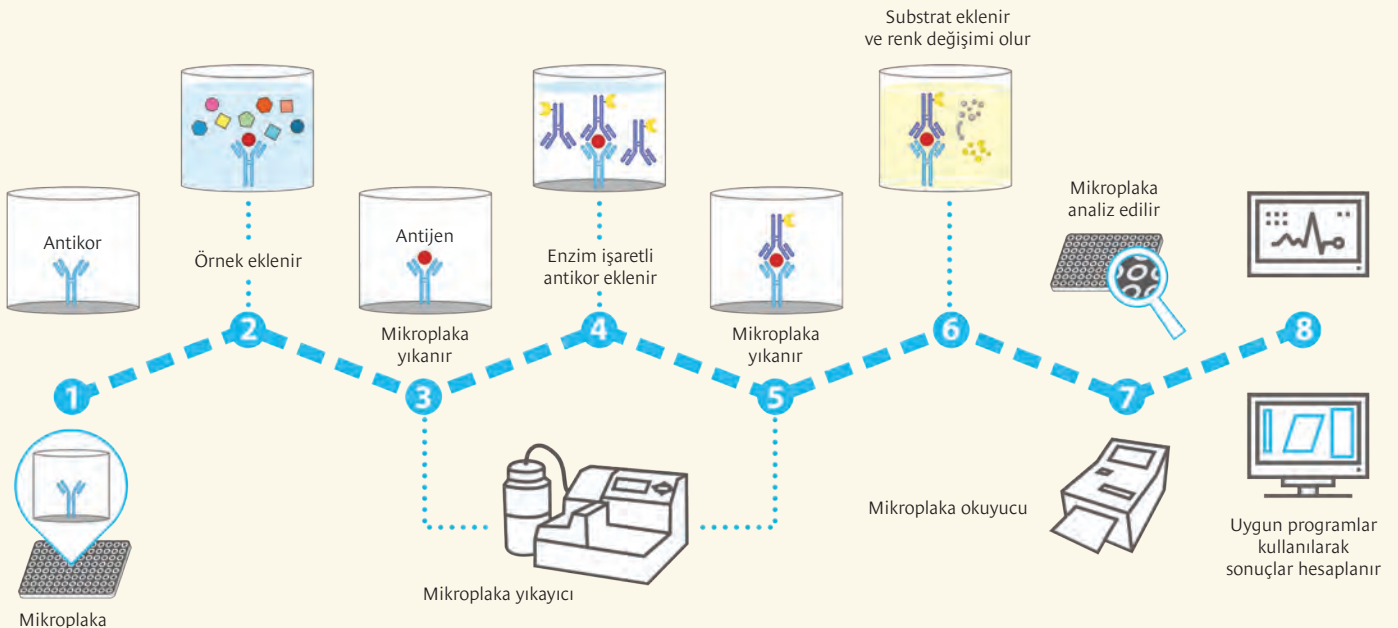 Antikor
1
Mikroplaka
Örnek eklenir
2
Antijen
Mikroplaka
yıkanır
3
Enzim işaretli
antikor eklenir
4
Mikroplaka
yıkanır
5
Mikroplaka yıkayıcı
Substrat eklenir
ve renk değişimi olur
6
Mikroplaka
analiz edilir
7
Mikroplaka okuyucu
8
Uygun programlar
kullanılarak
sonuçlar hesaplanır